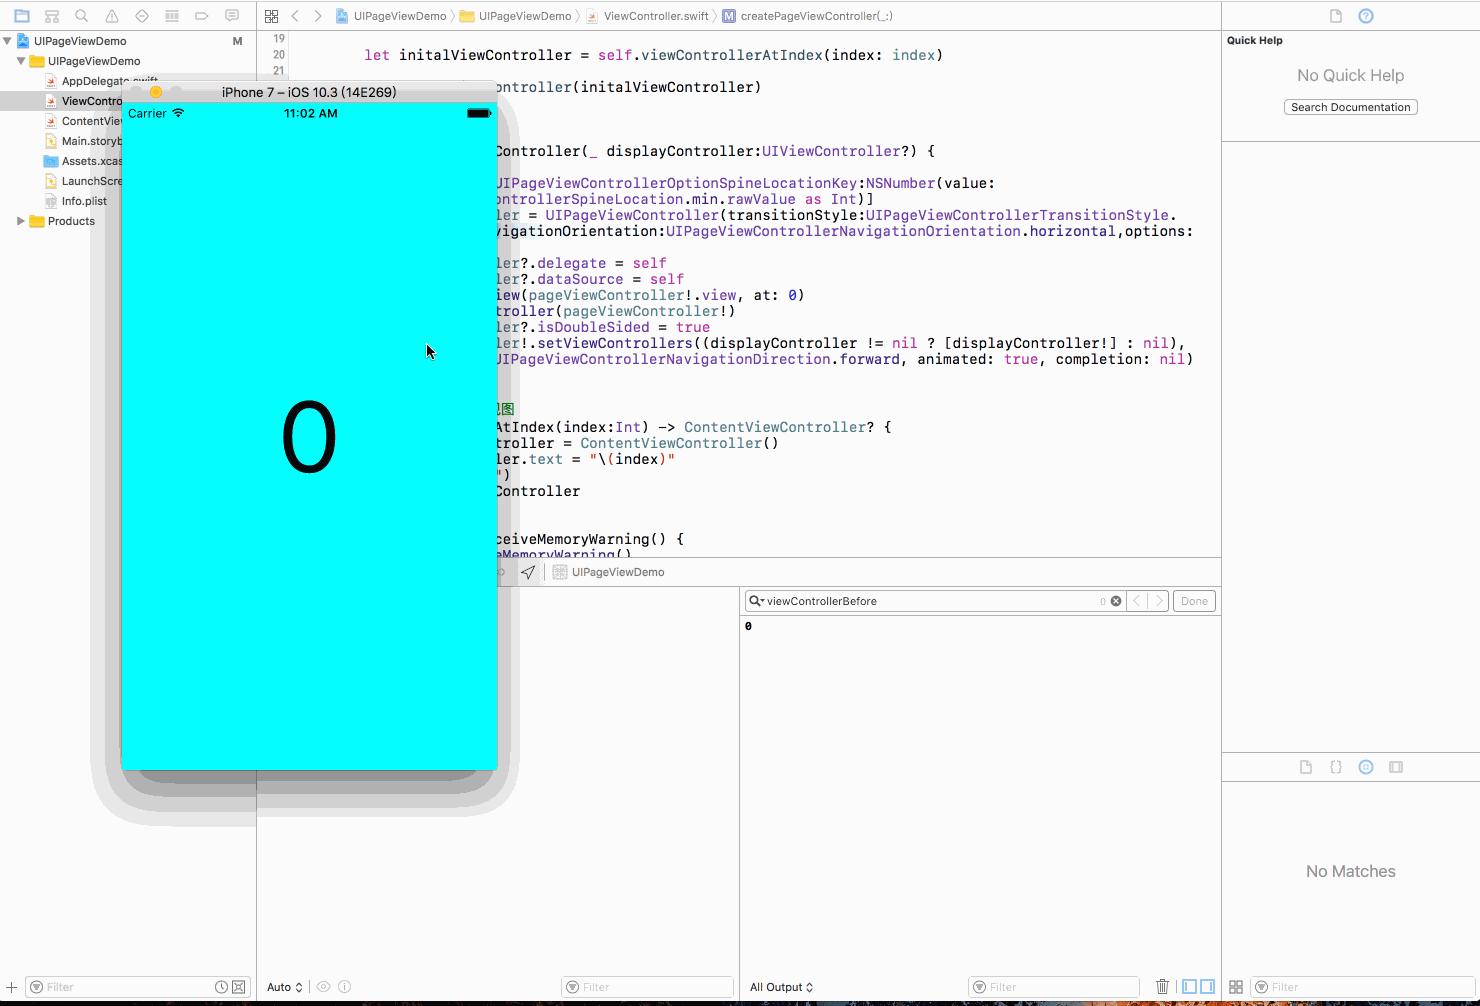 UIPageViewDemo
UIPageViewDemo
ViewController.swift
createPageViewController(_:)
UIPageViewDemo
M
UIPageViewDemo
AppDelegate.swift
ViewContro
ContentVie
Main.storyb
Assets.xcas
LaunchScre
Info.plist
Products
iPhone 7 – iOS 10.3 (14E269)
Carrier
11:02 AM
0
19
20
21
let initalViewController = self.viewControllerAtIndex(index: index)
ontroller(initalViewController)
Controller(_ displayController:UIViewController?) {
UIPageViewControllerOptionSpineLocationKey:NSNumber(value:
ontrollerSpineLocation.min.rawValue as Int)]
ler = UIPageViewController(transitionStyle:UIPageViewControllerTransitionStyle.
vigationOrientation:UIPageViewControllerNavigationOrientation.horizontal,options:
ler?.delegate = self
ler?.dataSource = self
iew(pageViewController!.view, at: 0)
troller(pageViewController!)
ler?.isDoubleSided = true
ler!.setViewControllers((displayController != nil ? [displayController!] : nil),
UIPageViewControllerNavigationDirection.forward, animated: true, completion: nil)
图
AtIndex(index:Int) -> ContentViewController? {
troller = ContentViewController()
ler.text = "\(index)"
")
Controller
ceiveMemoryWarning() {
eMemoryWarning()
UIPageViewDemo
viewControllerBefore
0
Done
0
Quick Help
No Quick Help
Search Documentation
No Matches
Filter
Auto
Filter
All Output
Filter
Filter